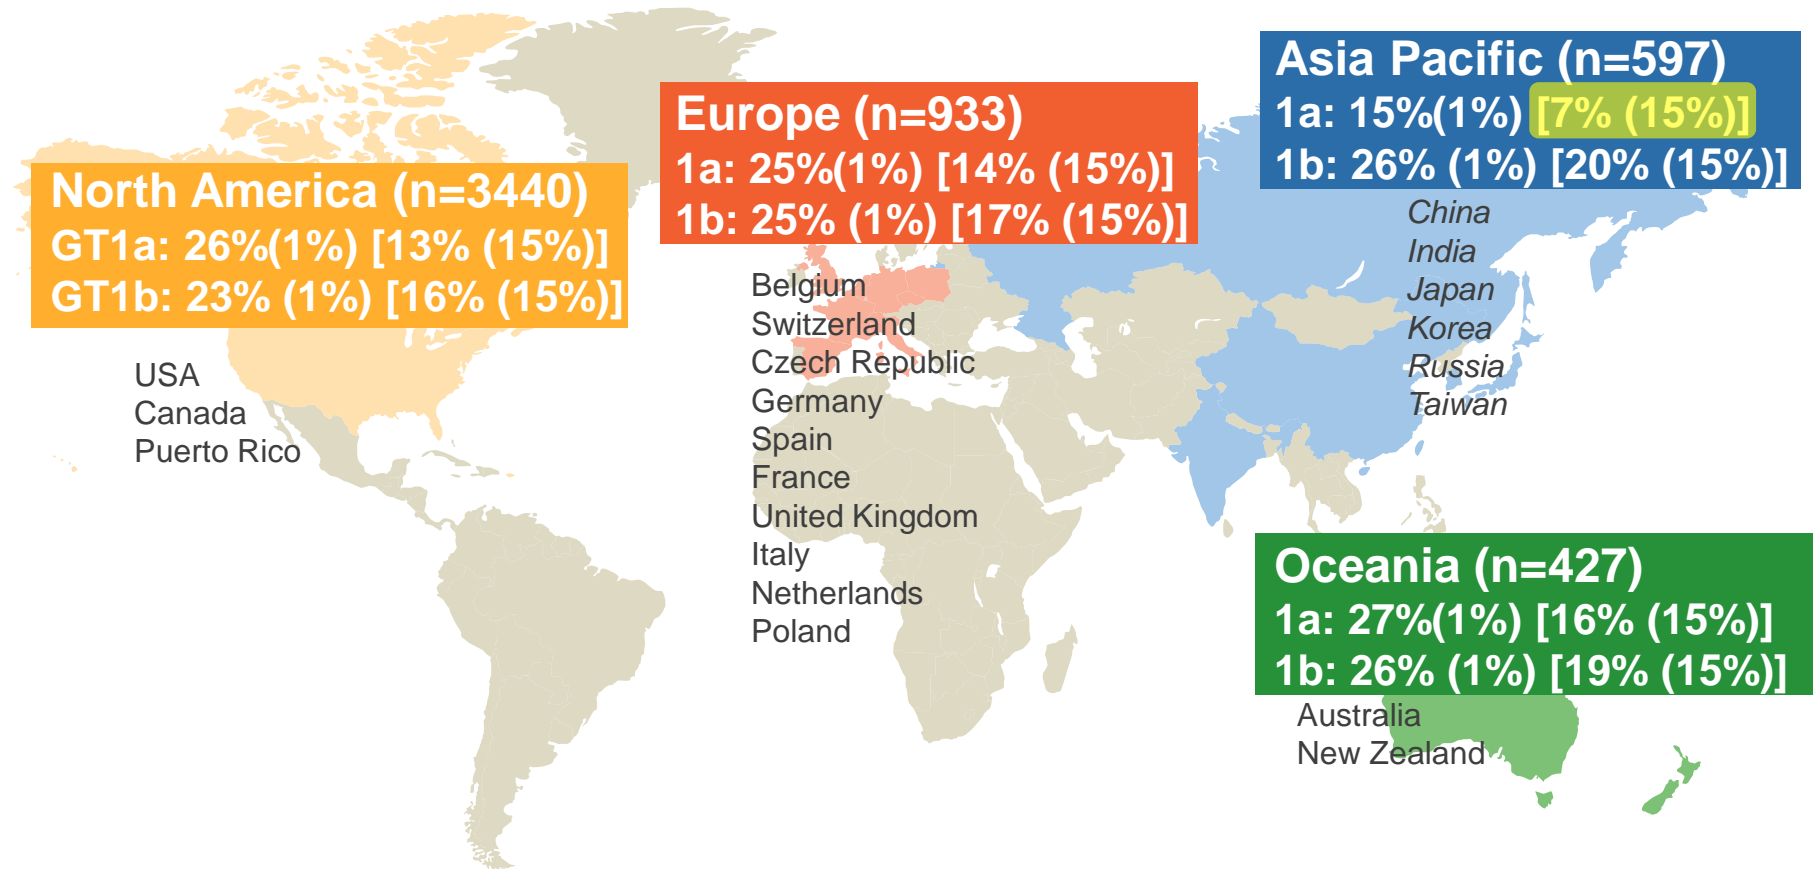 North America (n=3440)
GT1a: 26%(1%) [13% (15%)]
GT1b: 23% (1%) [16% (15%)]
USA
Canada
Puerto Rico
Europe (n=933)
1a: 25%(1%) [14% (15%)]
1b: 25% (1%) [17% (15%)]
Belgium
Switzerland
Czech Republic
Germany
Spain
France
United Kingdom
Italy
Netherlands
Poland
Asia Pacific (n=597)
1a: 15%(1%) [7% (15%)]
1b: 26% (1%) [20% (15%)]
China
India
Japan
Korea
Russia
Taiwan
Oceania (n=427)
1a: 27%(1%) [16% (15%)]
1b: 26% (1%) [19% (15%)]
Australia
New Zealand